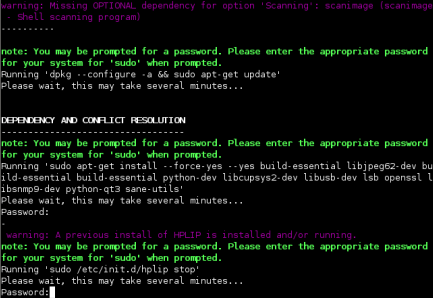 warning: Missing OPTIONAL dependency for option 'Scanning': scanimage (scanimage
- Shell scanning program)
----------
note: You may be prompted for a password. Please enter the appropriate password
for your system for 'sudo' when prompted.
Running 'dpkg --configure -a && sudo apt-get update'
Please wait, this may take several minutes...
DEPENDENCY AND CONFLICT RESOLUTION
----------------------------------
note: You may be prompted for a password. Please enter the appropriate password
for your system for 'sudo' when prompted.
Running 'sudo apt-get install --force-yes --yes build-essential libjpeg62-dev bu
ild-essential build-essential python-dev libcupsys2-dev libusb-dev lsb openssl l
ibsnmp9-dev python-qt3 sane-utils'
Please wait, this may take several minutes...
Password:
-
warning: A previous install of HPLIP is installed and/or running.
note: You may be prompted for a password. Please enter the appropriate password
for your system for 'sudo' when prompted.
Running 'sudo /etc/init.d/hplip stop'
Please wait, this may take several minutes...
Password: